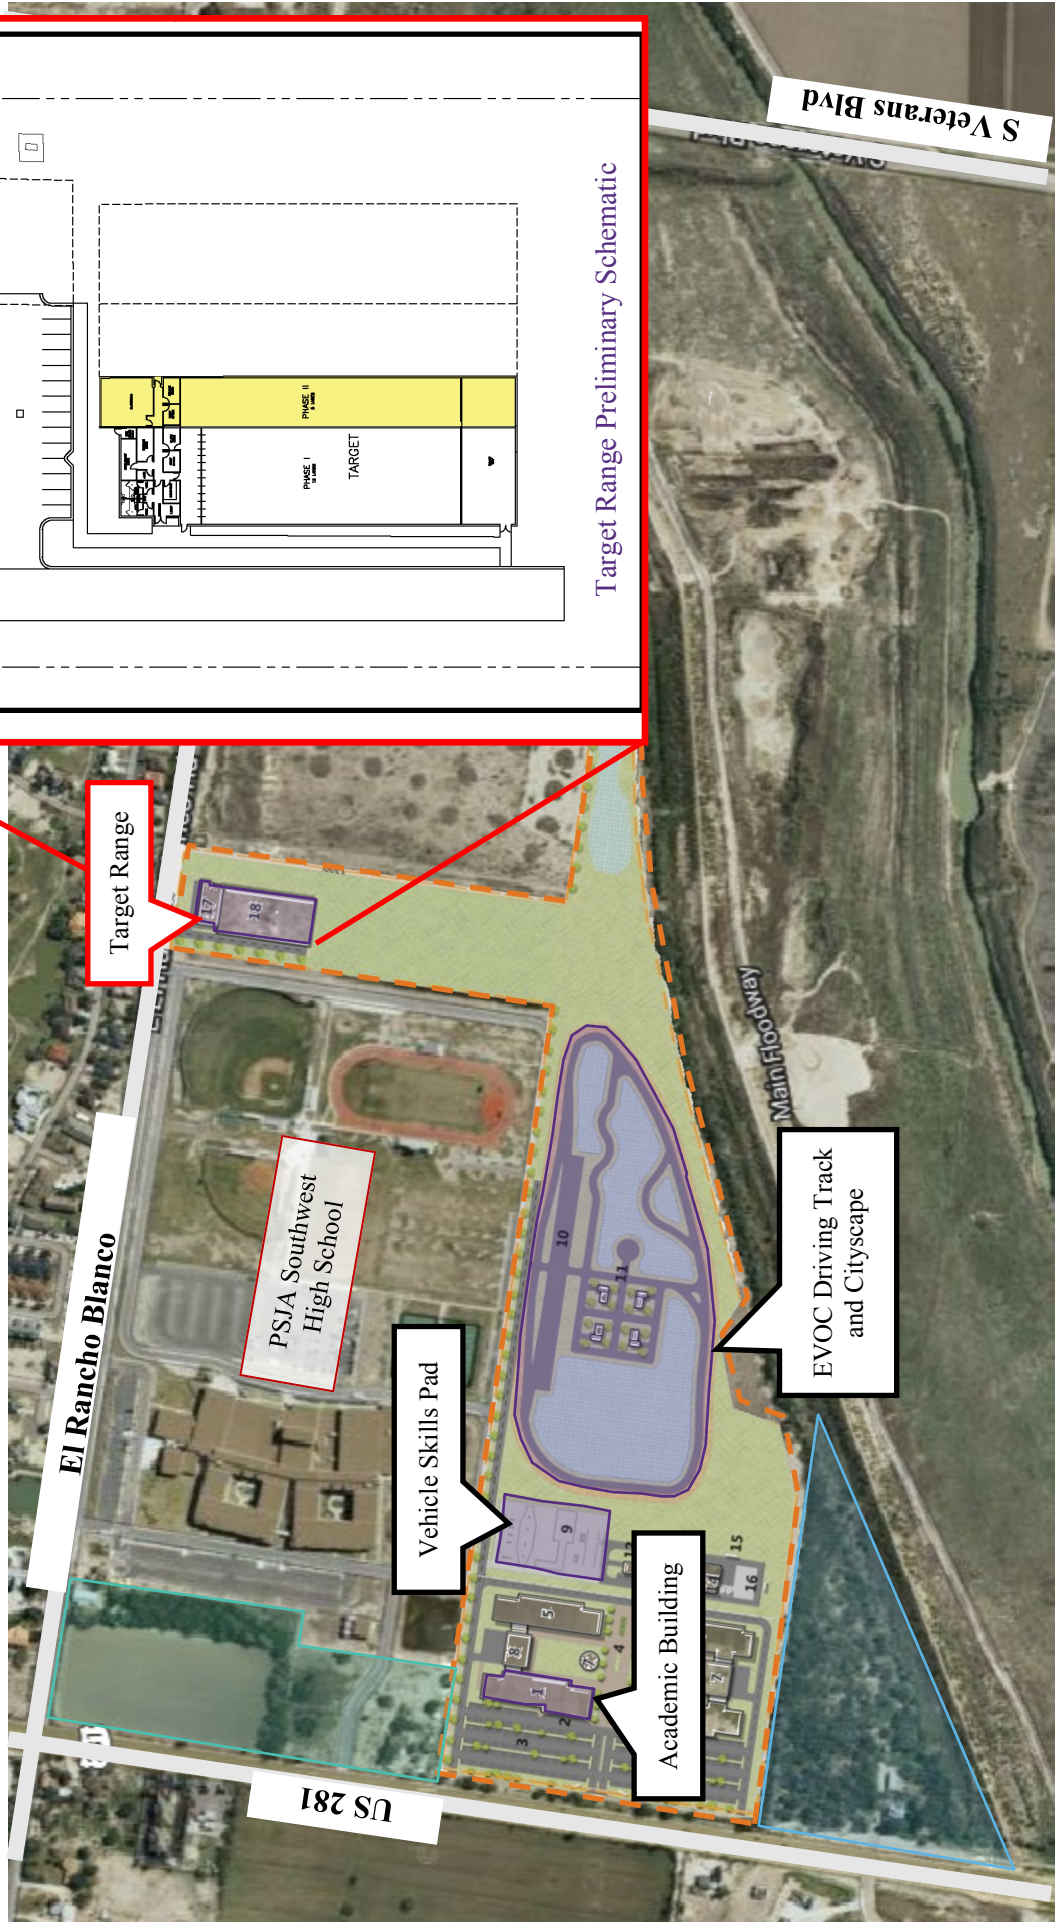 S Veterans Blvd
Target Range Preliminary Schematic
PHASE II
PHASE I
TARGET
Target Range
17
18
El Rancho Blanco
PSJA Southwest
High School
Main Floodway
EVOC Driving Track
and Cityscape
10
11
Vehicle Skills Pad
9
15
16
5
8
4
1
2
3
7
Academic Building
US 281